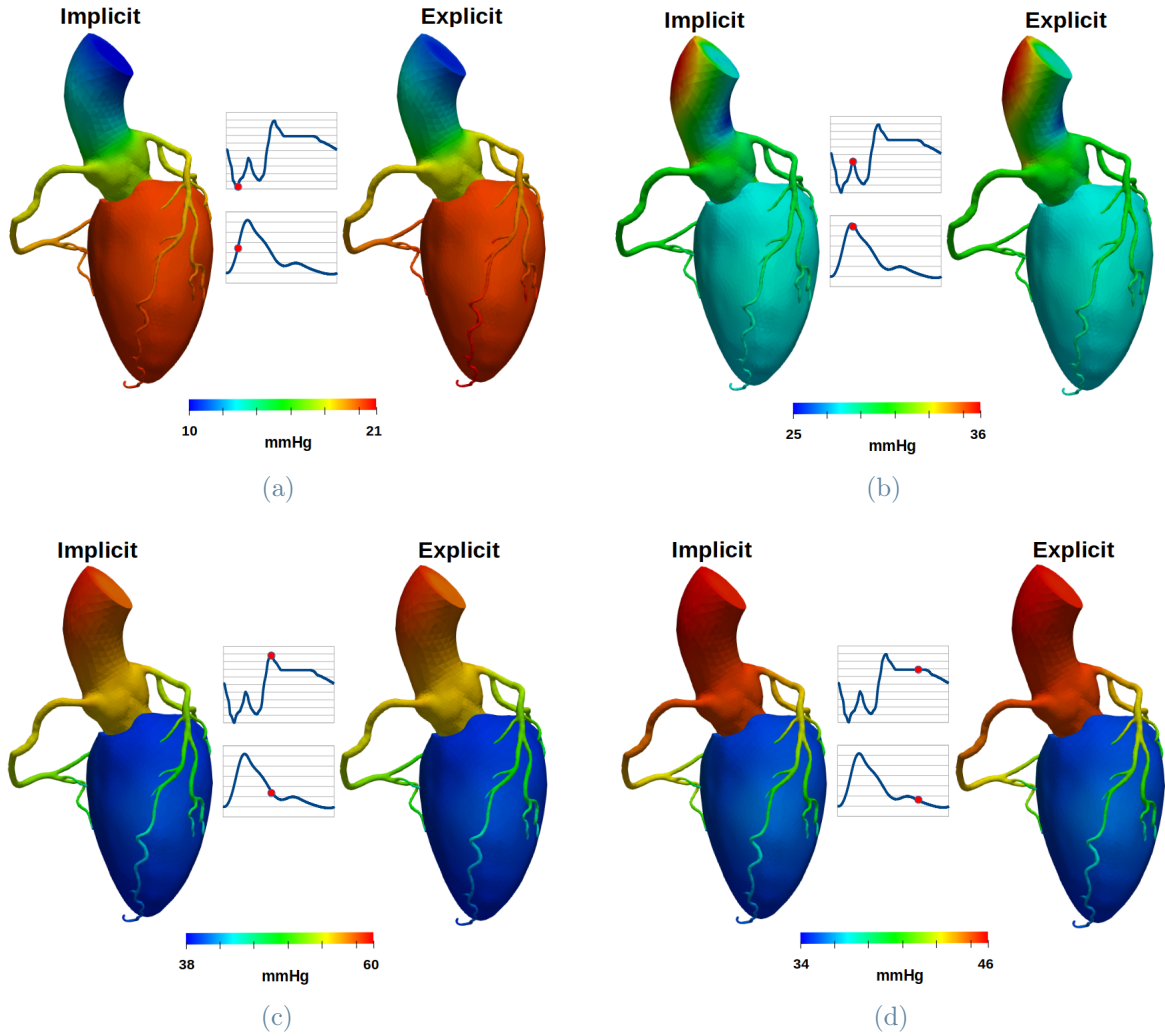 Implicit
Explicit
10
21
mmHg
(a)
Implicit
Explicit
25
36
mmHg
(b)
Implicit
Explicit
38
60
mmHg
(c)
Implicit
Explicit
34
46
mmHg
(d)